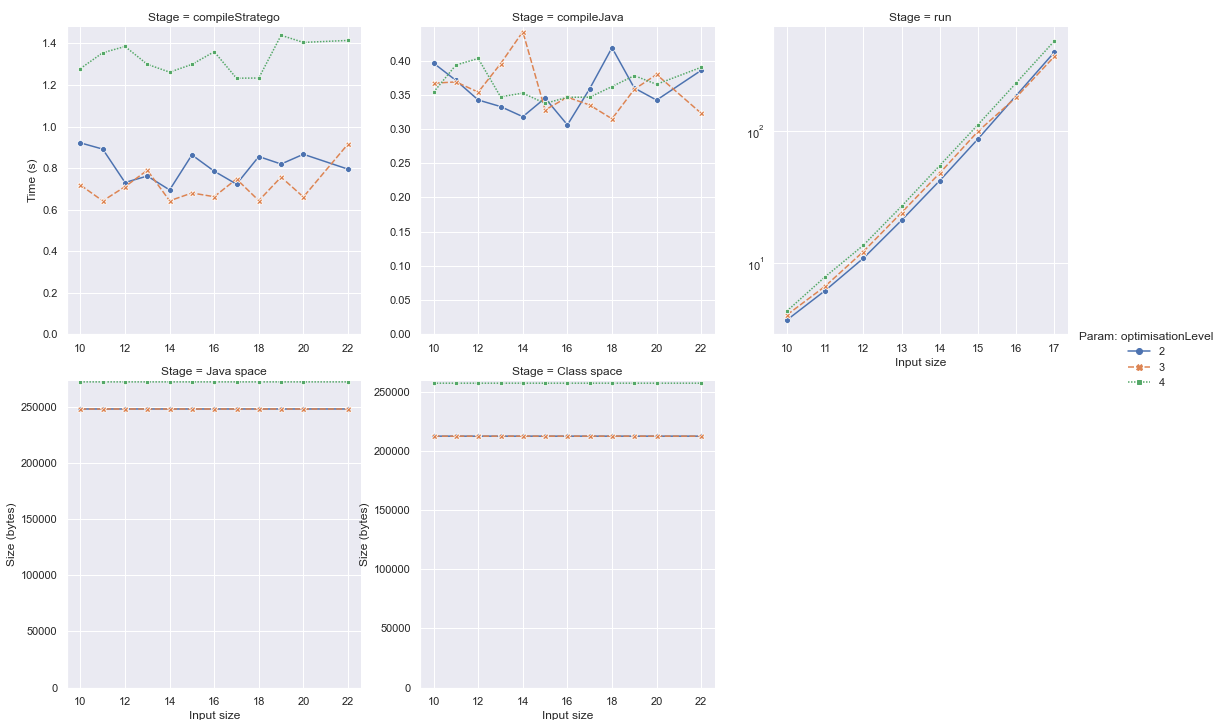 Stage = compileStratego
Stage = compileJava
Stage = run
Time (s)
1.4
1.2
1.0
0.8
0.6
0.4
0.2
0.0
10 12 14 16 18 20 22
0.40
0.35
0.30
0.25
0.20
0.15
0.10
0.05
0.00
10 12 14 16 18 20 22
10²
10¹
10 11 12 13 14 15 16 17
Input size
Param: optimisationLevel
2
3
4
Stage = Java space
Stage = Class space
Size (bytes)
250000
200000
150000
100000
50000
0
10 12 14 16 18 20 22
Input size
Size (bytes)
250000
200000
150000
100000
50000
0
10 12 14 16 18 20 22
Input size